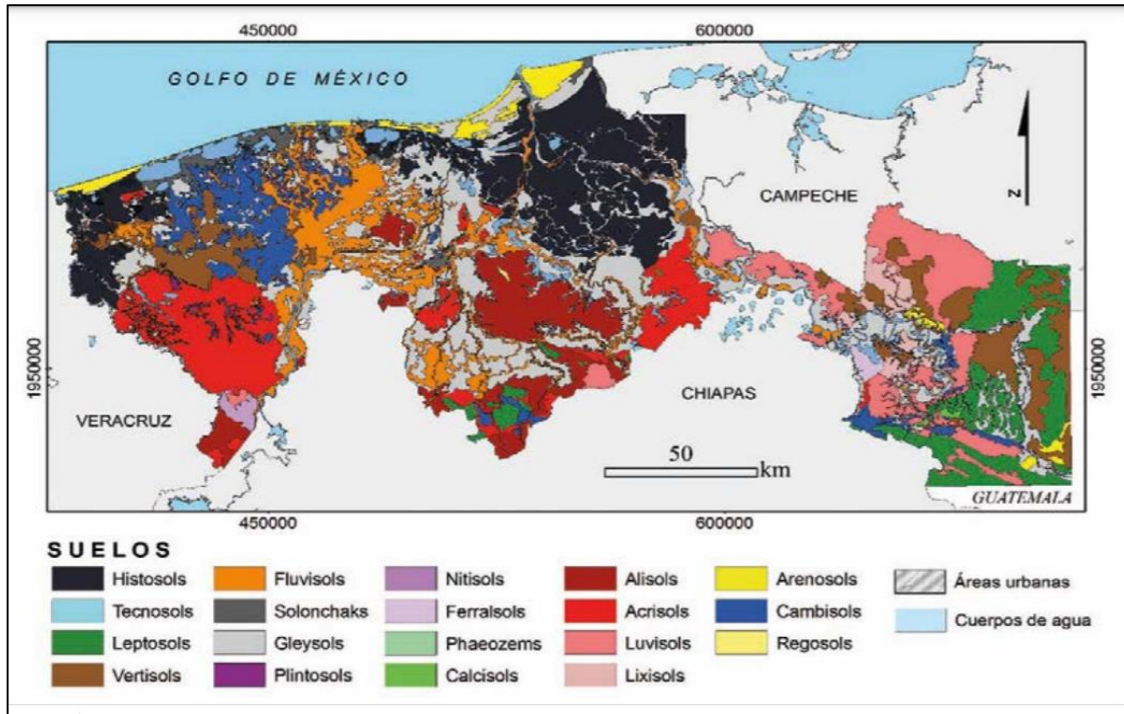 450000 600000
GOLFO DE MÉXICO
N
CAMPECHE
1950000 1950000
VERACRUZ CHIAPAS
50
km
GUATEMALA
450000 600000
SUELOS
Histosols Fluvisols Nitisols Alisols Arenosols Áreas urbanas
Tecnosols Solonchaks Ferralsols Acrisols Cambisols Cuerpos de agua
Leptosols Gleysols Phaeozems Luvisols Regosols
Vertisols Plintosols Calcisols Lixisols